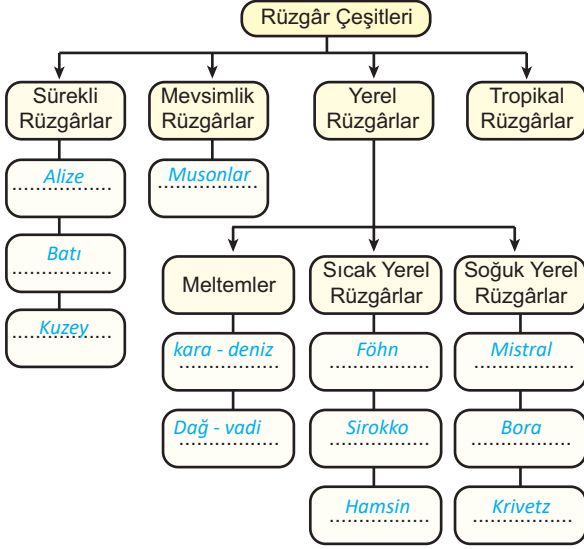 Rüzgâr Çeşitleri
Sürekli
Rüzgârlar
Mevsimlik
Rüzgârlar
Yerel
Rüzgârlar
Tropikal
Rüzgârlar
Alize
Batı
Kuzey
Musonlar
Meltemler
Sıcak Yerel
Rüzgârlar
Soğuk Yerel
Rüzgârlar
kara - deniz
Dağ - vadi
Föhn
Sirokko
Hamsin
Mistral
Bora
Krivetz